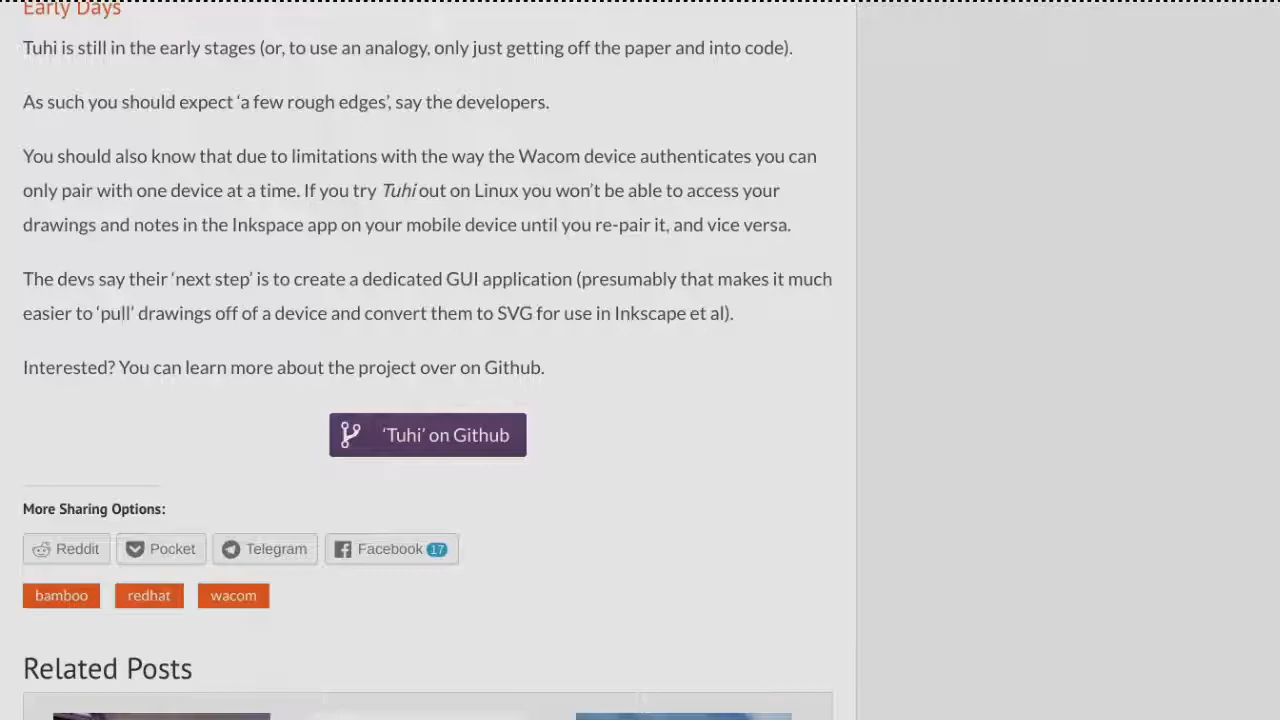 Early Days
Tuhi is still in the early stages (or, to use an analogy, only just getting off the paper and into code).
As such you should expect ‘a few rough edges’, say the developers.
You should also know that due to limitations with the way the Wacom device authenticates you can
only pair with one device at a time. If you try Tuhi out on Linux you won’t be able to access your
drawings and notes in the Inkspace app on your mobile device until you re-pair it, and vice versa.
The devs say their ‘next step’ is to create a dedicated GUI application (presumably that makes it much
easier to ‘pull’ drawings off of a device and convert them to SVG for use in Inkscape et al).
Interested? You can learn more about the project over on Github.
‘Tuhi’ on Github
More Sharing Options:
Reddit Pocket Telegram Facebook 17
bamboo redhat wacom
Related Posts